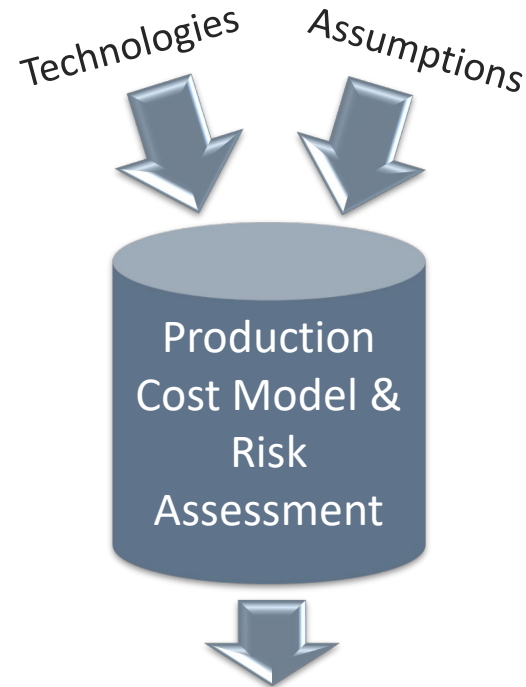 Technologies
Assumptions
Production
Cost Model &
Risk
Assessment